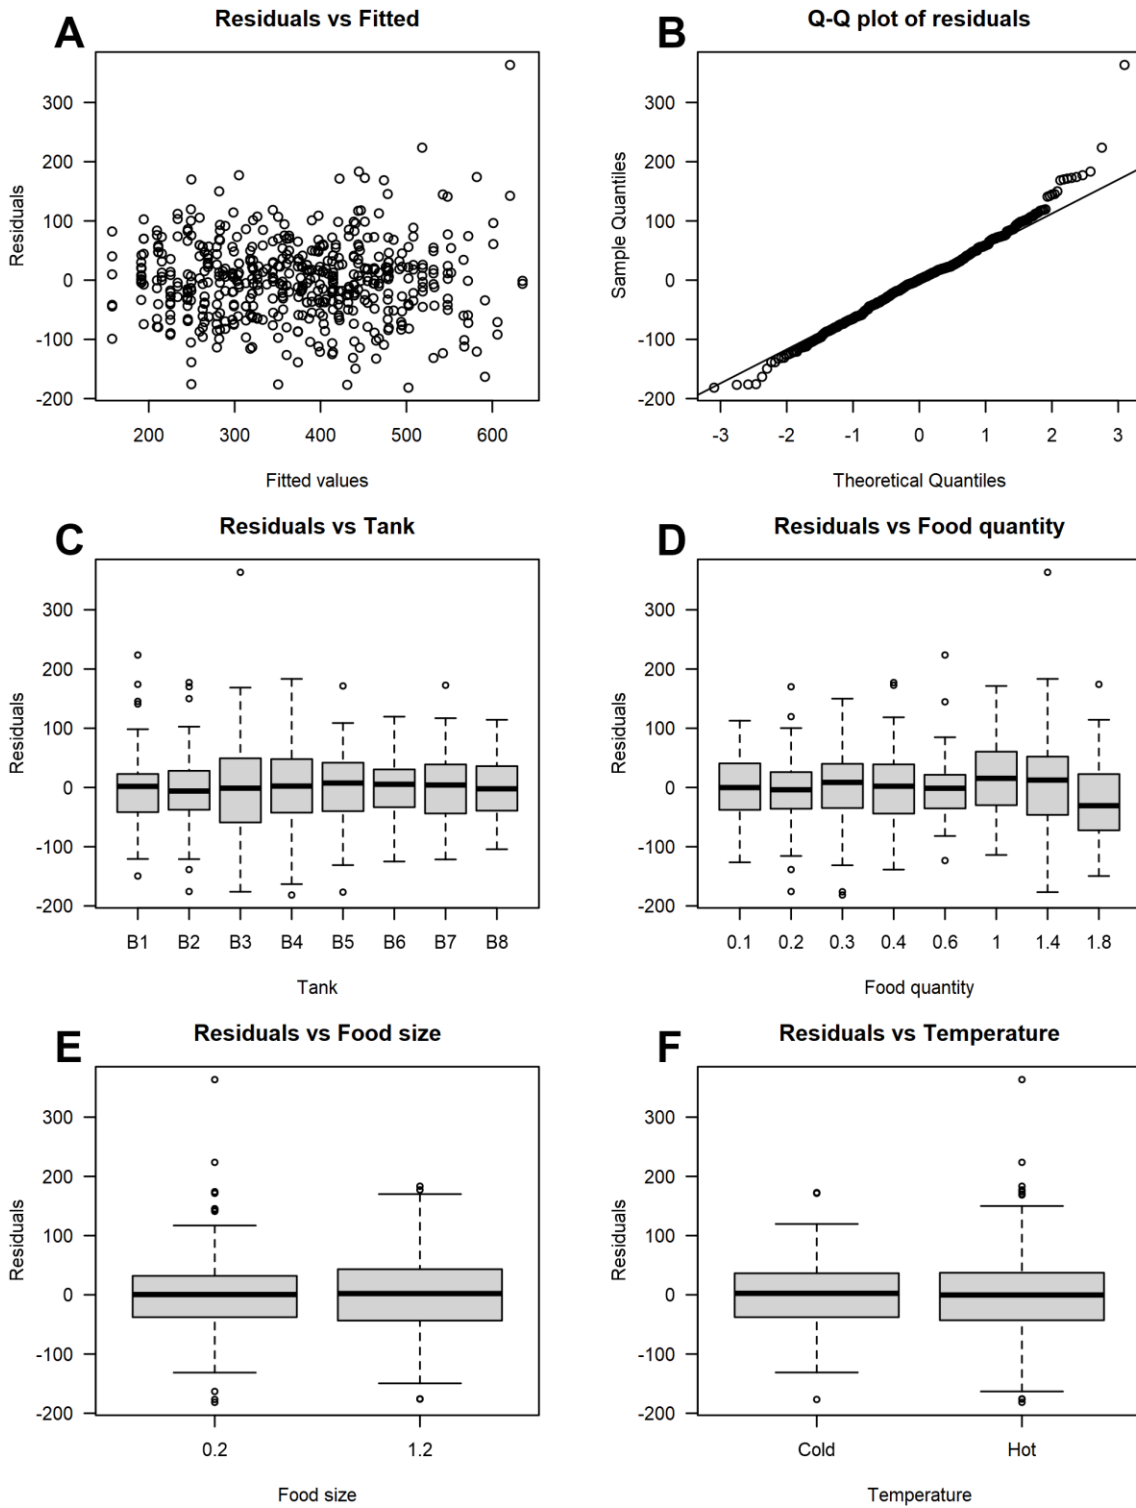 A
Residuals vs Fitted
Residuals
300
200
100
0
-100
-200
200 300 400 500 600
Fitted values
B
Q-Q plot of residuals
Sample Quantiles
300
200
100
0
-100
-200
-3 -2 -1 0 1 2 3
Theoretical Quantiles
C
Residuals vs Tank
Residuals
300
200
100
0
-100
-200
B1 B2 B3 B4 B5 B6 B7 B8
Tank
D
Residuals vs Food quantity
Residuals
300
200
100
0
-100
-200
0.1 0.2 0.3 0.4 0.6 1 1.4 1.8
Food quantity
E
Residuals vs Food size
Residuals
300
200
100
0
-100
-200
0.2 1.2
Food size
F
Residuals vs Temperature
Residuals
300
200
100
0
-100
-200
Cold Hot
Temperature